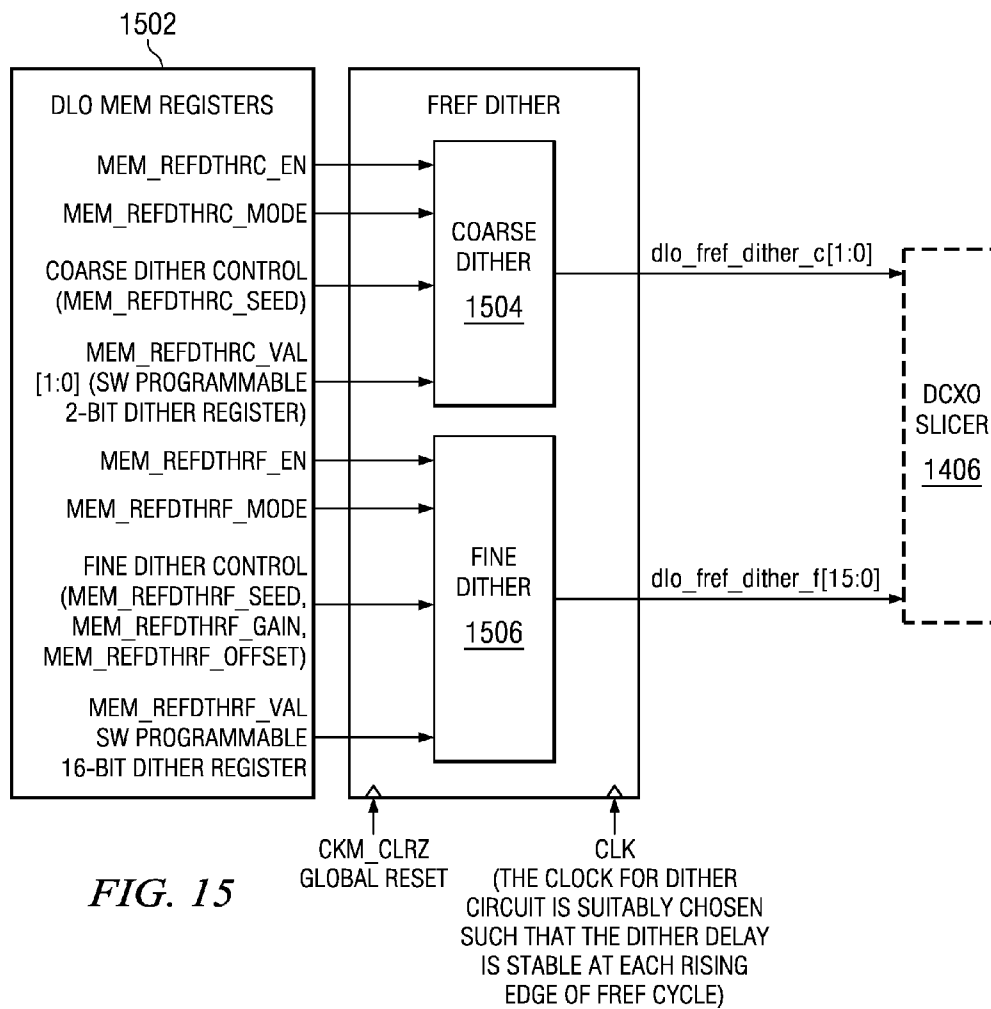 1502
DLO MEM REGISTERS
MEM_REFDTHRC_EN
MEM_REFDTHRC_MODE
COARSE DITHER CONTROL
(MEM_REFDTHRC_SEED)
MEM_REFDTHRC_VAL
[1:0] (SW PROGRAMMABLE
2-BIT DITHER REGISTER)
MEM_REFDTHRF_EN
MEM_REFDTHRF_MODE
FINE DITHER CONTROL
(MEM_REFDTHRF_SEED,
MEM_REFDTHRF_GAIN,
MEM_REFDTHRF_OFFSET)
MEM_REFDTHRF_VAL
SW PROGRAMMABLE
16-BIT DITHER REGISTER
FREF DITHER
COARSE
DITHER
1504
FINE
DITHER
1506
dlo_fref_dither_c[1:0]
dlo_fref_dither_f[15:0]
DCXO
SLICER
1406
CKM_CLRZ
GLOBAL RESET
CLK
(THE CLOCK FOR DITHER
CIRCUIT IS SUITABLY CHOSEN
SUCH THAT THE DITHER DELAY
IS STABLE AT EACH RISING
EDGE OF FREF CYCLE)
FIG. 15